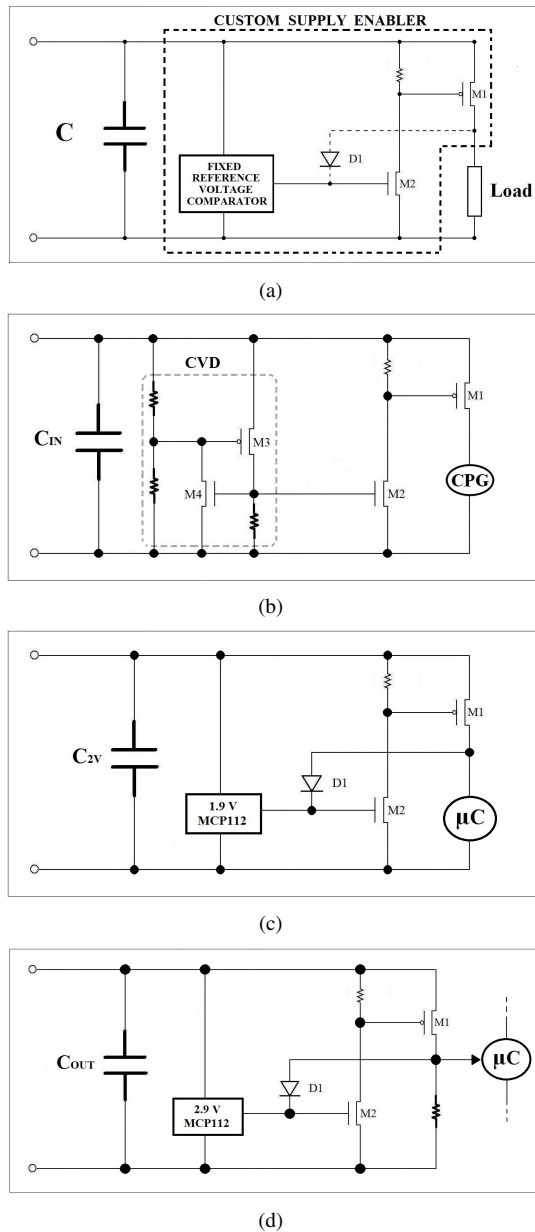 CUSTOM SUPPLY ENABLER
C
M1
D1
FIXED
REFERENCE
VOLTAGE
COMPARATOR
M2
Load
(a)
CVD
M1
CIN
M3
M4
M2
CPG
(b)
M1
C2V
D1
1.9 V
MCP112
M2
μC
(c)
M1
COUT
μC
D1
2.9 V
MCP112
M2
(d)